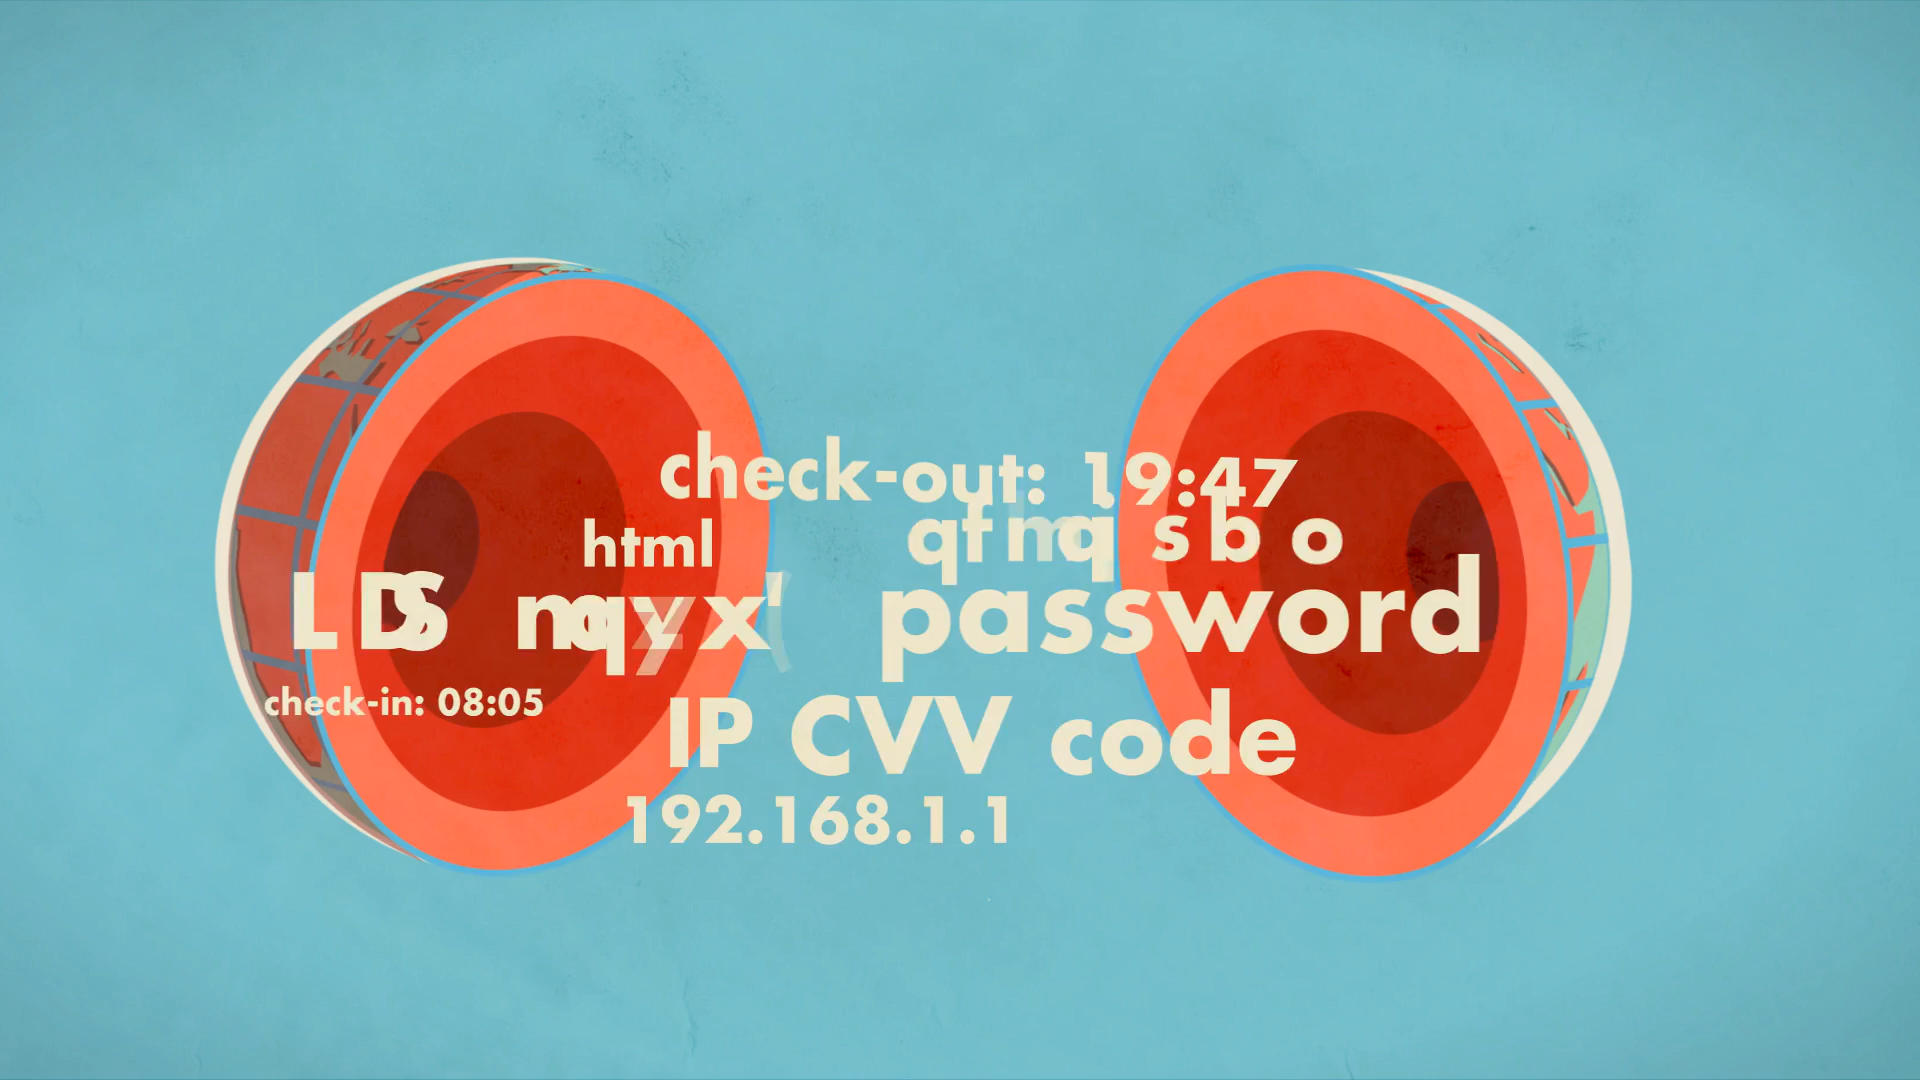 check-out: 19:47
html
password
check-in: 08:05
IP CVV code
192.168.1.1